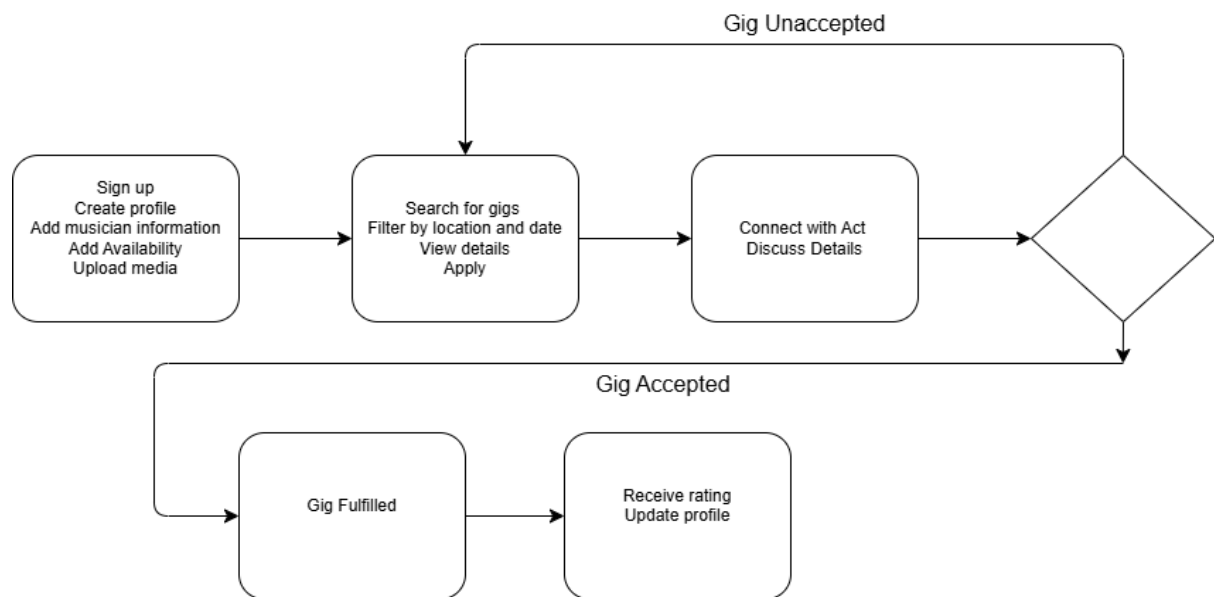 Gig Unaccepted
Sign up
Create profile
Add musician information
Add Availability
Upload media
Search for gigs
Filter by location and date
View details
Apply
Connect with Act
Discuss Details
Gig Accepted
Gig Fulfilled
Receive rating
Update profile